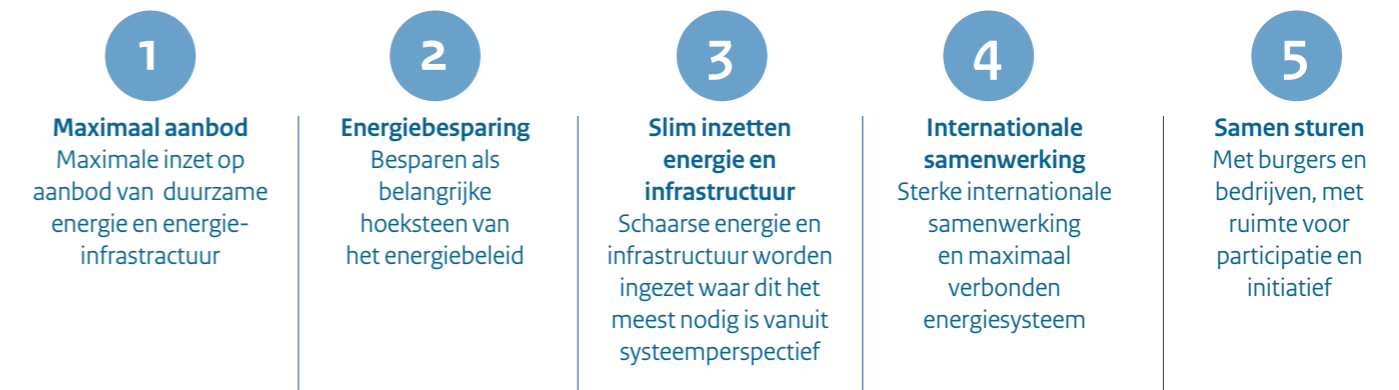 1
Maximaal aanbod
Maximale inzet op
aanbod van duurzame
energie en energie-
infrastractuur
2
Energiebesparing
Besparen als
belangrijke
hoeksteen van
het energiebeleid
3
Slim inzetten
energie en
infrastructuur
Schaarse energie en
infrastructuur worden
ingezet waar dit het
meest nodig is vanuit
systeemperspectief
4
Internationale
samenwerking
Sterke internationale
samenwerking
en maximaal
verbonden
energiesysteem
5
Samen sturen
Met burgers en
bedrijven, met
ruimte voor
participatie en
initiatief